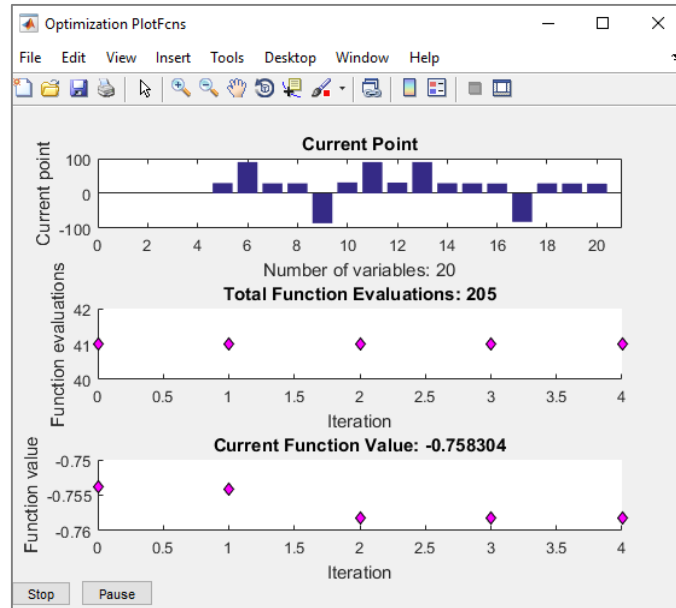 Optimization PlotFcns
File Edit View Insert Tools Desktop Window Help
Current Point
Current point
100
0
-100
0 2 4 6 8 10 12 14 16 18 20
Number of variables: 20
Total Function Evaluations: 205
Function evaluations
42
41
40
0 0.5 1 1.5 2 2.5 3 3.5 4
Iteration
Current Function Value: -0.758304
Function value
-0.75
-0.755
-0.76
0 0.5 1 1.5 2 2.5 3 3.5 4
Iteration
Stop Pause